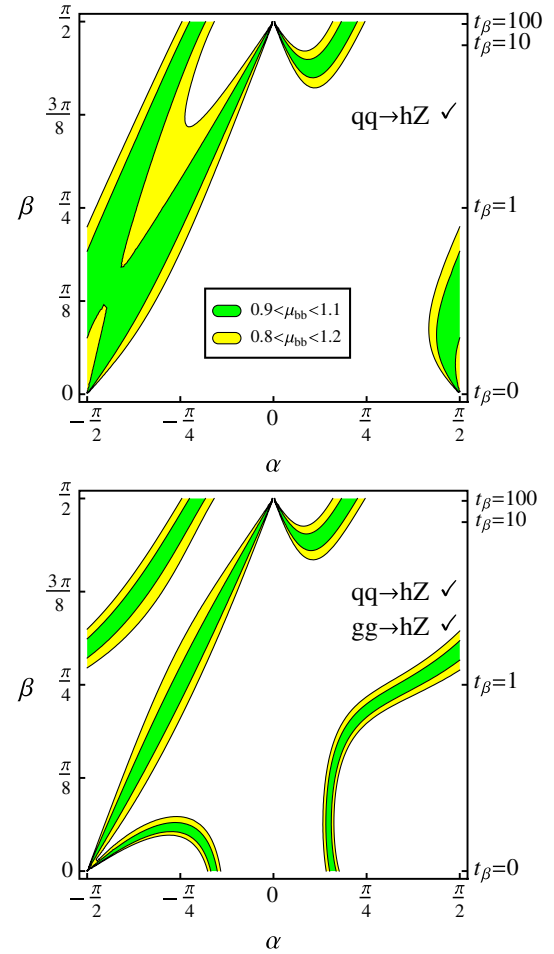 π/2
3π/8
π/4
π/8
0
β
t_β=100
t_β=10
t_β=1
t_β=0
qq→hZ ✓
0.9<μ_bb<1.1
0.8<μ_bb<1.2
−π/2 −π/4 0 π/4 π/2
α
π/2
3π/8
π/4
π/8
0
β
t_β=100
t_β=10
t_β=1
t_β=0
qq→hZ ✓
gg→hZ ✓
−π/2 −π/4 0 π/4 π/2
α